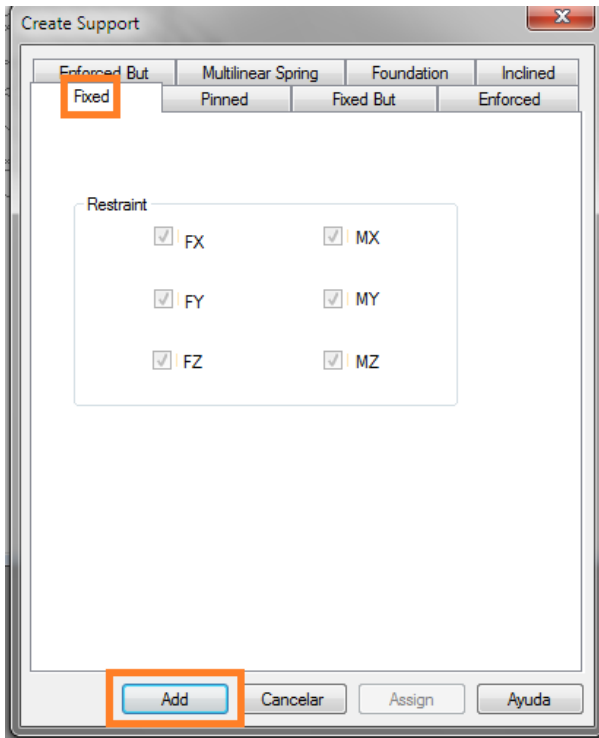 Create Support
Enforced But Multilinear Spring Foundation Inclined
Fixed Pinned Fixed But Enforced
Restraint
FX MX
FY MY
FZ MZ
Add Cancelar Assign Ayuda